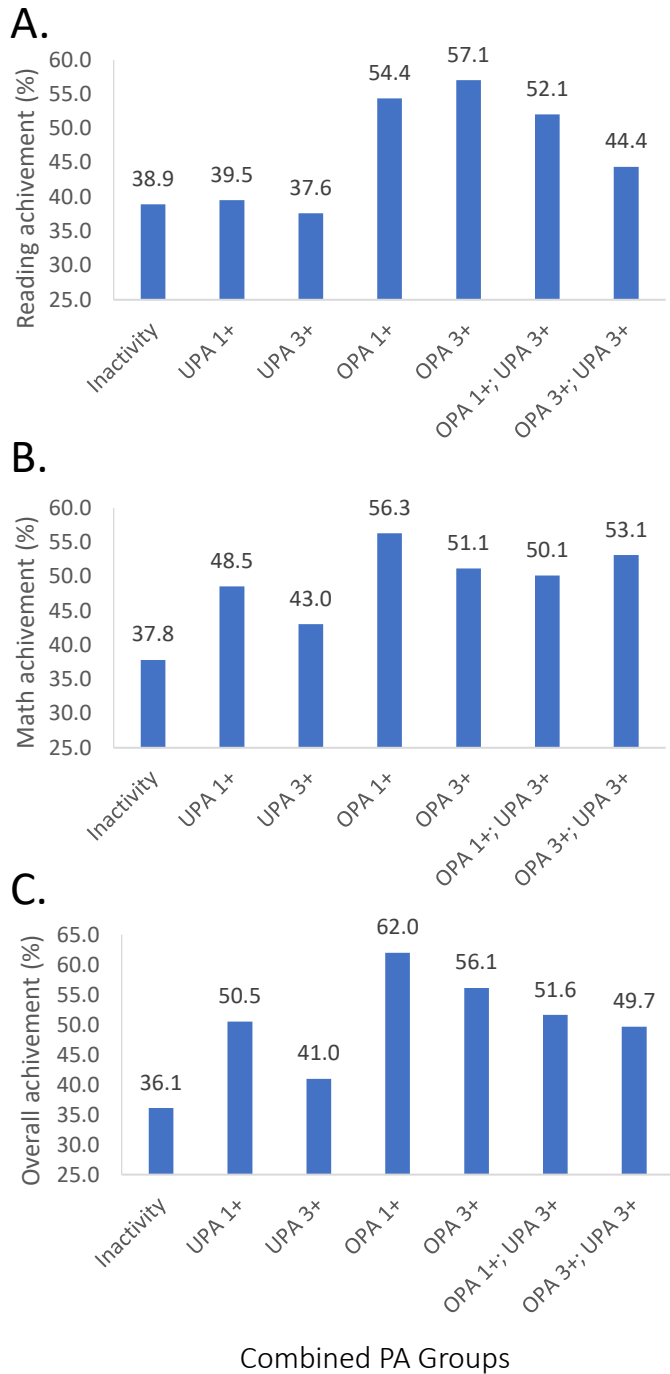 A.
Reading achivement (%)
60.0
55.0
50.0
45.0
40.0
35.0
30.0
25.0
38.9
39.5
37.6
54.4
57.1
52.1
44.4
Inactivity
UPA 1+
UPA 3+
OPA 1+
OPA 3+
OPA 1+; UPA 3+
OPA 3+; UPA 3+
B.
Math achivement (%)
60.0
55.0
50.0
45.0
40.0
35.0
30.0
25.0
37.8
48.5
43.0
56.3
51.1
50.1
53.1
Inactivity
UPA 1+
UPA 3+
OPA 1+
OPA 3+
OPA 1+; UPA 3+
OPA 3+; UPA 3+
C.
Overall achivement (%)
65.0
60.0
55.0
50.0
45.0
40.0
35.0
30.0
25.0
36.1
50.5
41.0
62.0
56.1
51.6
49.7
Inactivity
UPA 1+
UPA 3+
OPA 1+
OPA 3+
OPA 1+; UPA 3+
OPA 3+; UPA 3+
Combined PA Groups